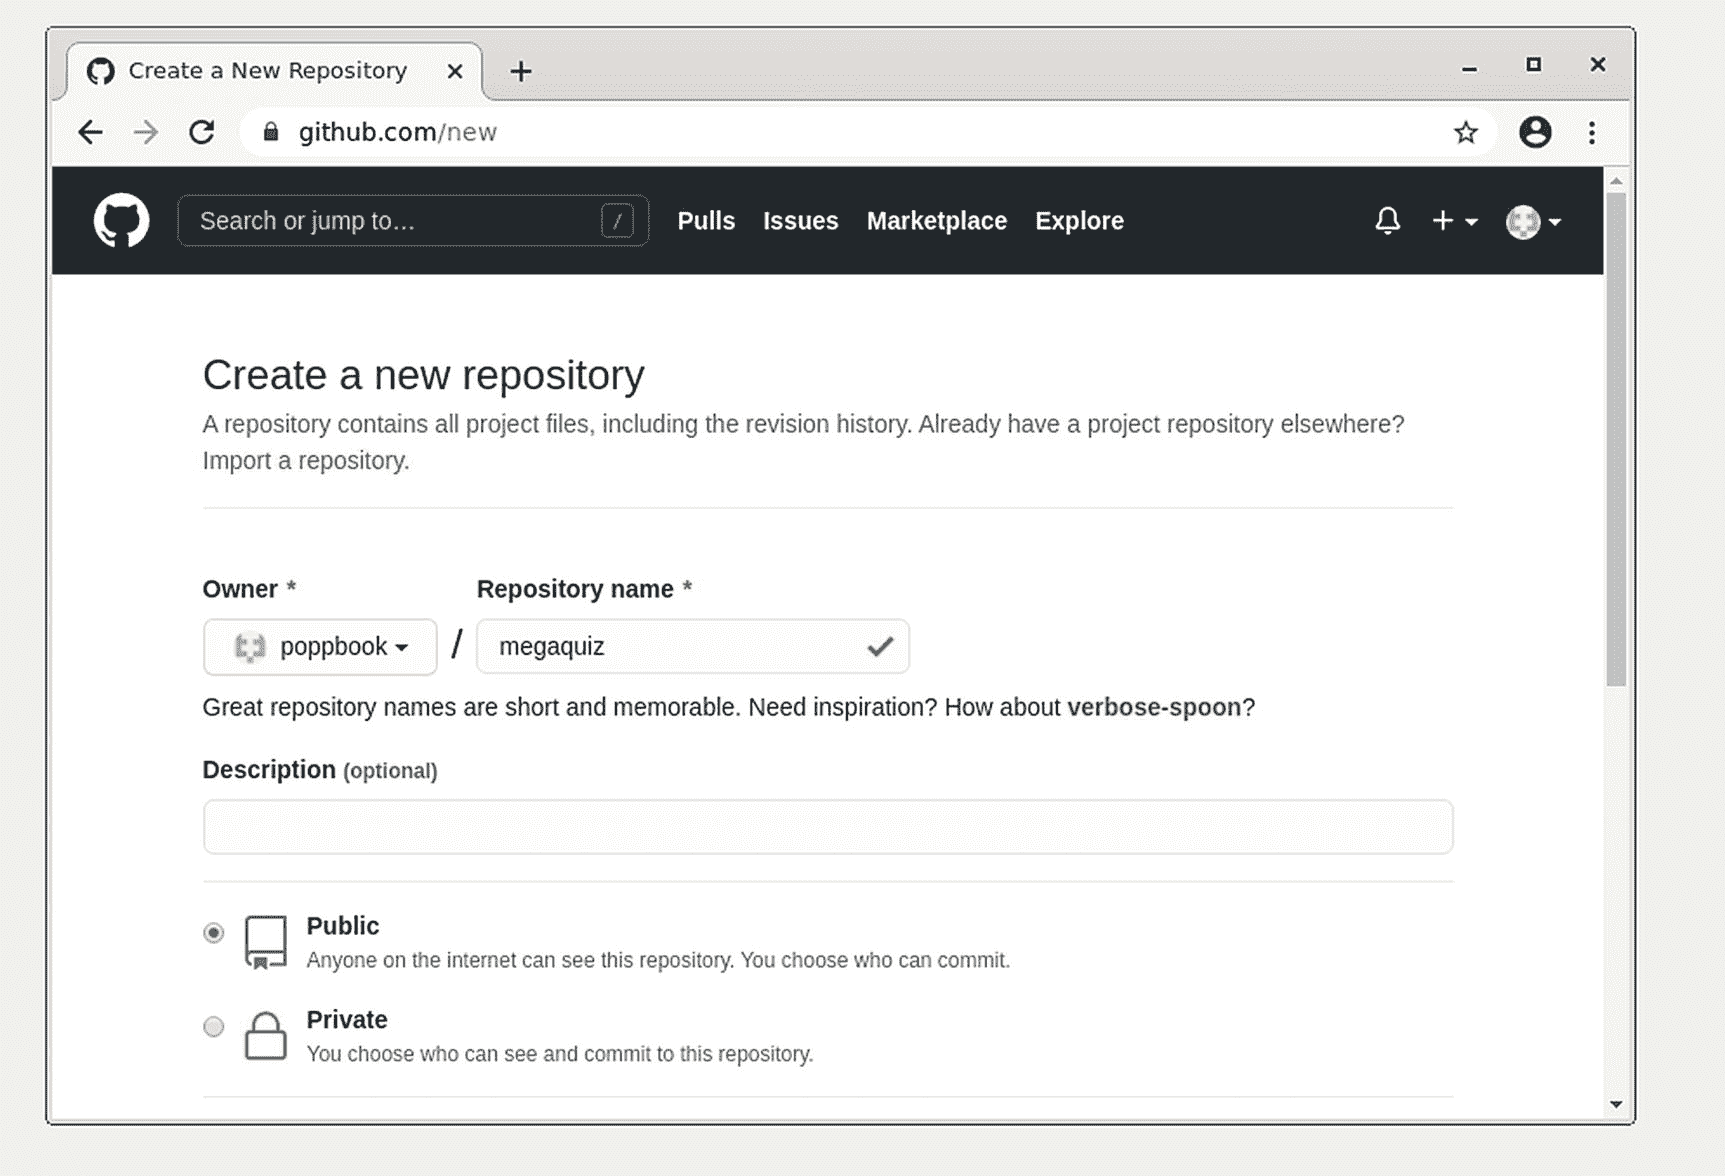 Create a New Repository
github.com/new
Search or jump to… /
Pulls Issues Marketplace Explore
Create a new repository
A repository contains all project files, including the revision history. Already have a project repository elsewhere?
Import a repository.
Owner * Repository name *
poppbook / megaquiz
Great repository names are short and memorable. Need inspiration? How about verbose-spoon?
Description (optional)
Public
Anyone on the internet can see this repository. You choose who can commit.
Private
You choose who can see and commit to this repository.